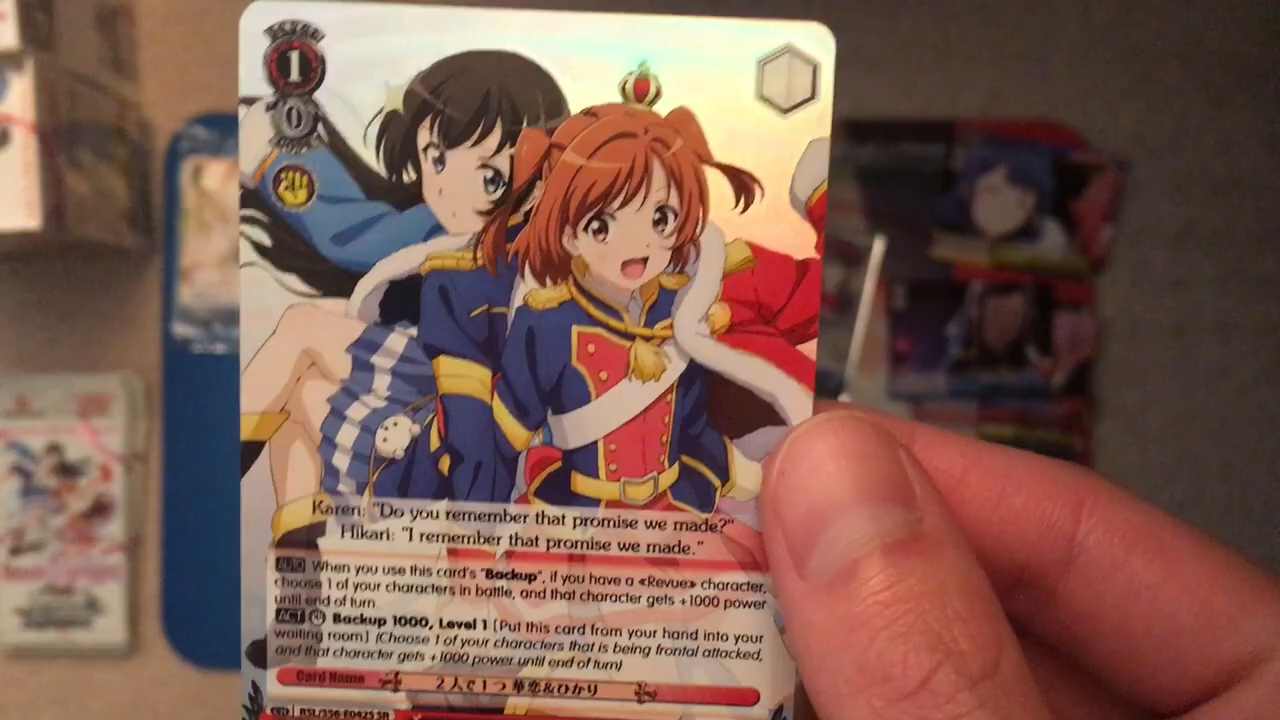 1
0
Karen: "Do you remember that promise we made?"
Hikari: "I remember that promise we made."
AUTO When you use this card's "Backup", if you have a «Revue» character,
choose 1 of your characters in battle, and that character gets +1000 power
until end of turn.
ACT Backup 1000, Level 1 [Put this card from your hand into your
waiting room] (Choose 1 of your characters that is being frontal attacked,
and that character gets +1000 power until end of turn)
Card Name 2人で1つ 華恋&ひかり
RSL/S56-E042S SR